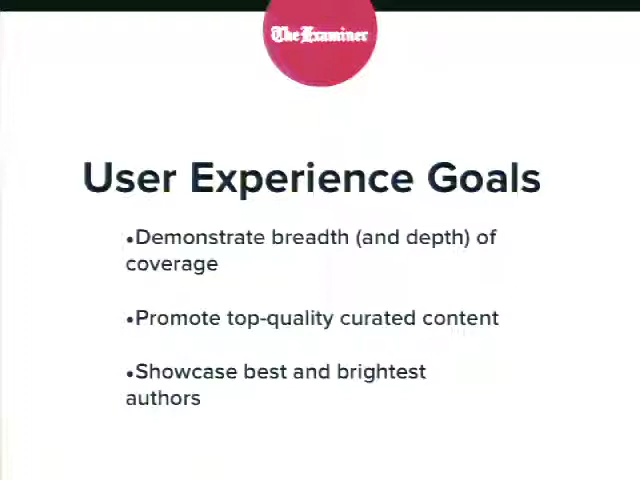 The Examiner
User Experience Goals
•Demonstrate breadth (and depth) of
coverage
•Promote top-quality curated content
•Showcase best and brightest
authors